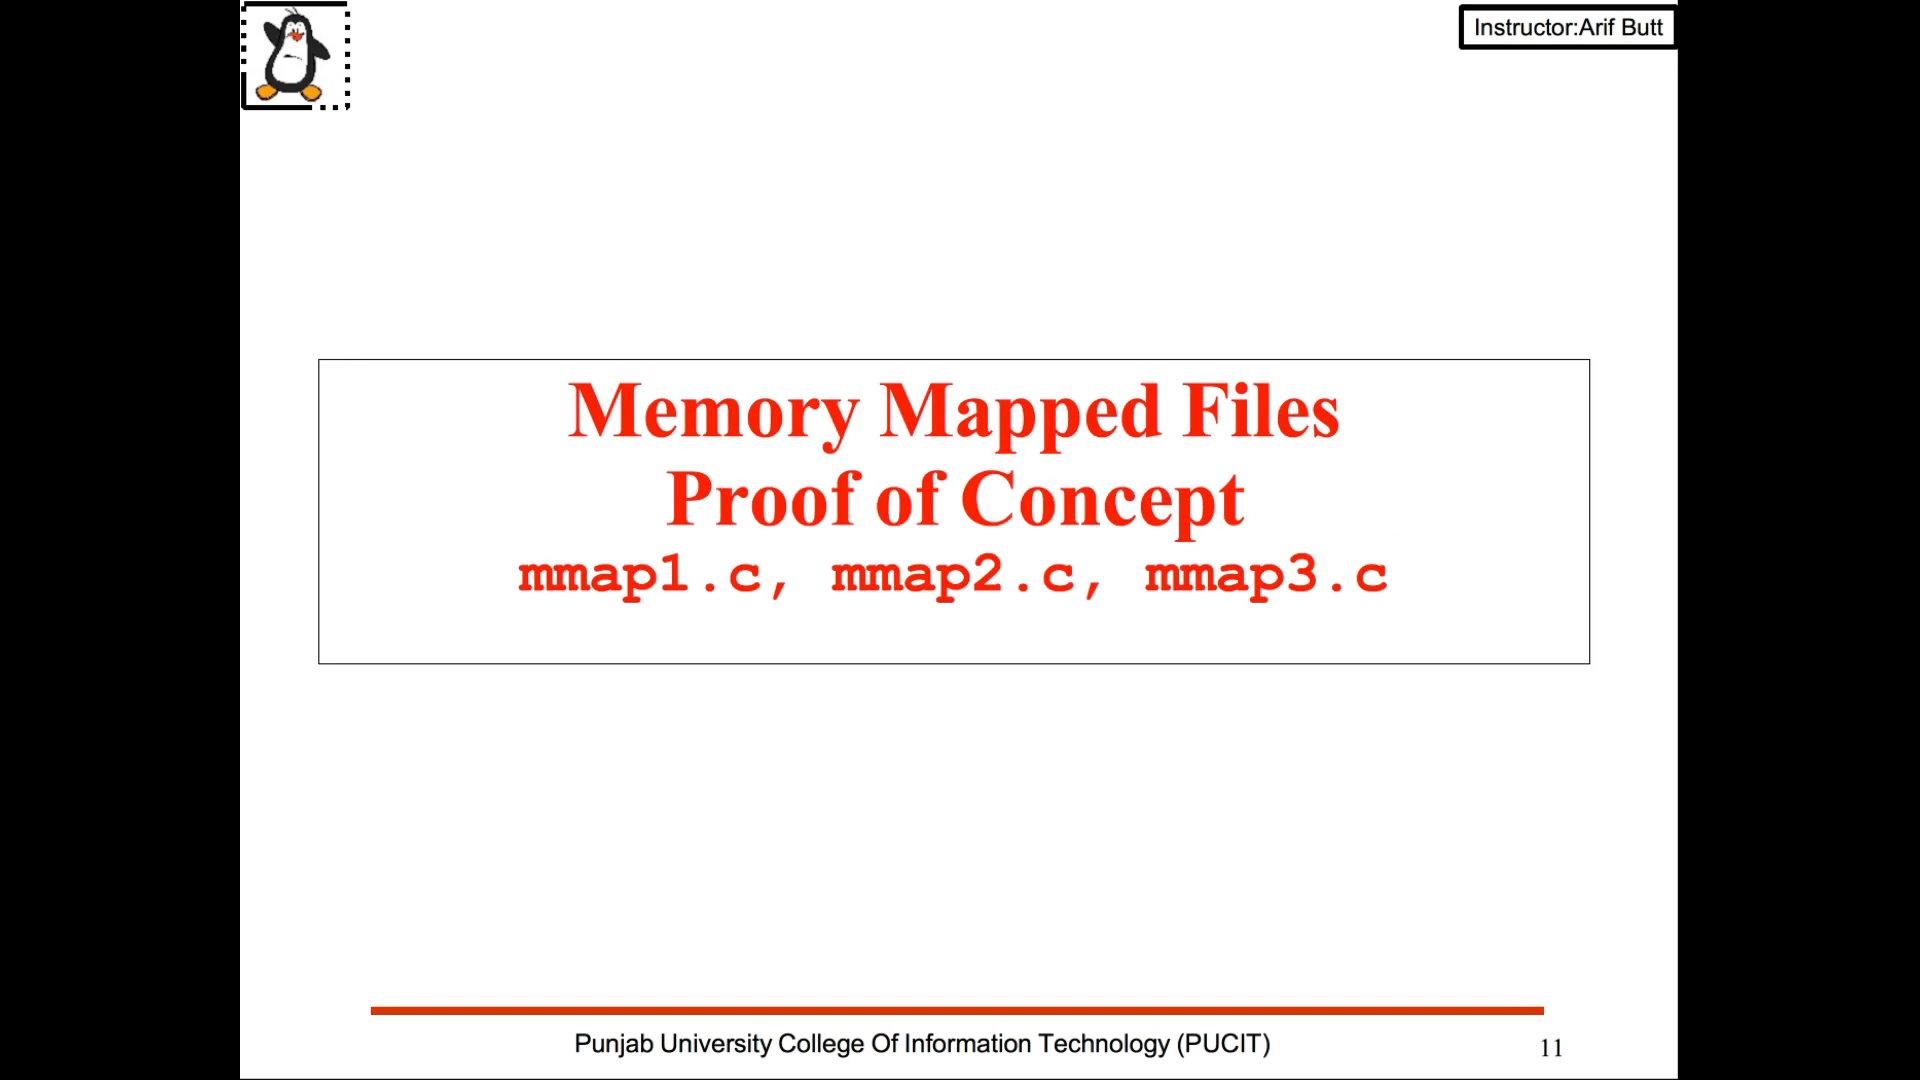 Instructor:Arif Butt
Memory Mapped Files
Proof of Concept
mmap1.c, mmap2.c, mmap3.c
Punjab University College Of Information Technology (PUCIT)
11